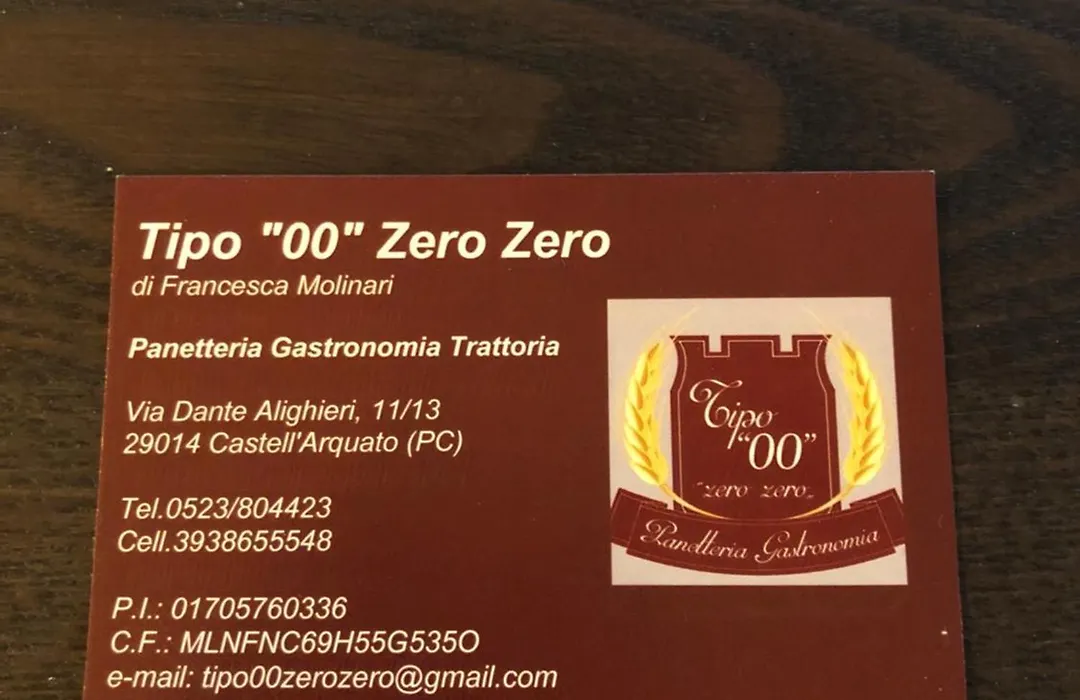 Tipo "00" Zero Zero
di Francesca Molinari
Panetteria Gastronomia Trattoria
Via Dante Alighieri, 11/13
29014 Castell'Arquato (PC)
Tel.0523/804423
Cell.3938655548
P.I.: 01705760336
C.F.: MLNFNC69H55G535O
e-mail: tipo00zerozero@gmail.com
Tipo
"00"
"zero zero"
Panetteria Gastronomia